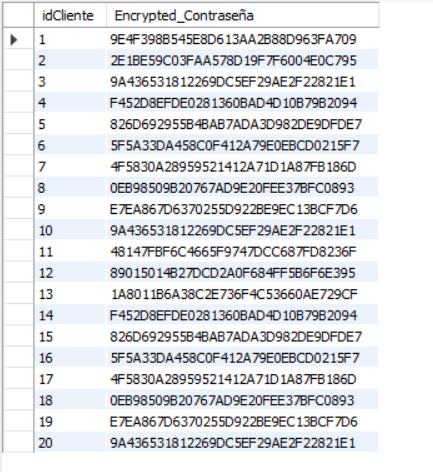 idCliente Encrypted_Contraseña
1 9E4F398B545E8D613AA2B88D963FA709
2 2E1BE59C03FAA578D19F7F6004E0C795
3 9A436531812269DC5EF29AE2F22821E1
4 F452D8EFDE0281360BAD4D10B79B2094
5 826D692955B4BAB7ADA3D982DE9DFDE7
6 5F5A33DA458C0F412A79E0EBCD0215F7
7 4F5830A28959521412A71D1A87FB186D
8 0EB98509B20767AD9E20FEE37BFC0893
9 E7EA867D6370255D922BE9EC13BCF7D6
10 9A436531812269DC5EF29AE2F22821E1
11 48147FBF6C4665F9747DCC687FD8236F
12 89015014B27DCD2A0F684FF5B6F6E395
13 1A8011B6A38C2E736F4C53660AE729CF
14 F452D8EFDE0281360BAD4D10B79B2094
15 826D692955B4BAB7ADA3D982DE9DFDE7
16 5F5A33DA458C0F412A79E0EBCD0215F7
17 4F5830A28959521412A71D1A87FB186D
18 0EB98509B20767AD9E20FEE37BFC0893
19 E7EA867D6370255D922BE9EC13BCF7D6
20 9A436531812269DC5EF29AE2F22821E1